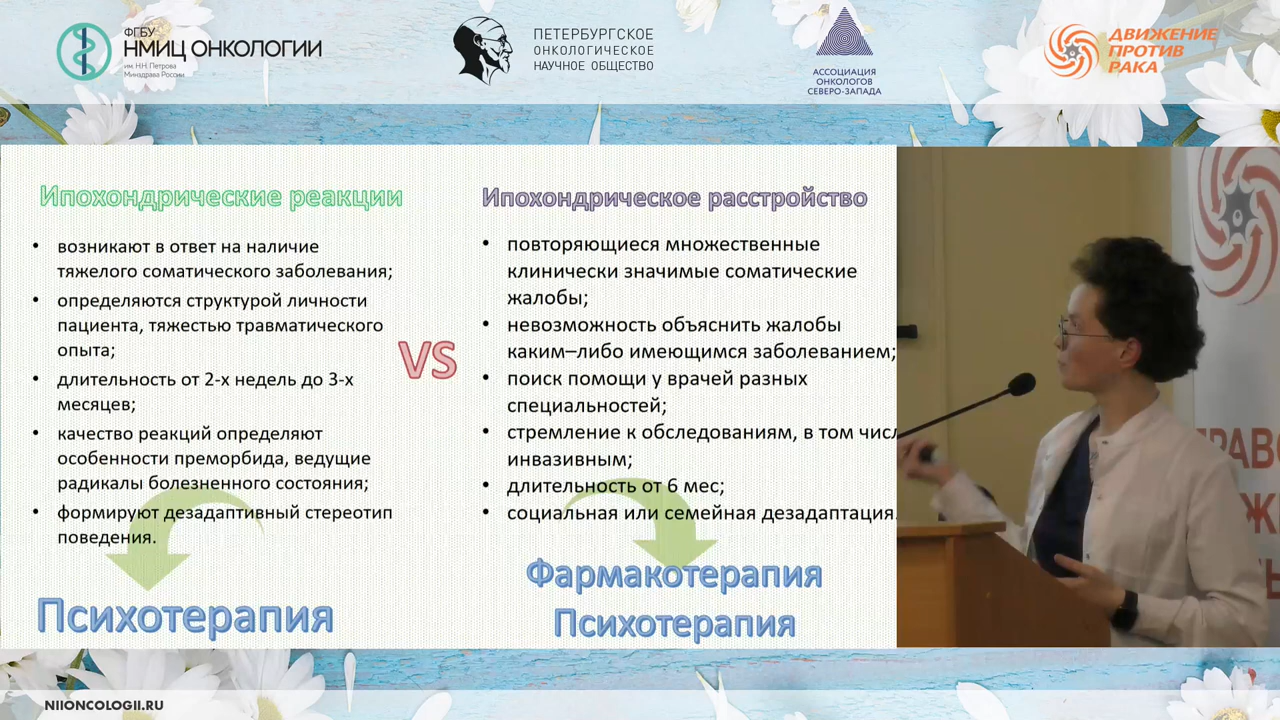 ФГБУ
НМИЦ ОНКОЛОГИИ
им. Н.Н. Петрова
Минздрава России
ПЕТЕРБУРГСКОЕ
ОНКОЛОГИЧЕСКОЕ
НАУЧНОЕ ОБЩЕСТВО
АССОЦИАЦИЯ
ОНКОЛОГОВ
СЕВЕРО-ЗАПАДА
ДВИЖЕНИЕ
ПРОТИВ
РАКА
Ипохондрические реакции
• возникают в ответ на наличие
тяжелого соматического заболевания;
• определяются структурой личности
пациента, тяжестью травматического
опыта;
• длительность от 2-х недель до 3-х
месяцев;
• качество реакций определяют
особенности преморбида, ведущие
радикалы болезненного состояния;
• формируют дезадаптивный стереотип
поведения.
Психотерапия
VS
Ипохондрическое расстройство
• повторяющиеся множественные
клинически значимые соматические
жалобы;
• невозможность объяснить жалобы
каким–либо имеющимся заболеванием;
• поиск помощи у врачей разных
специальностей;
• стремление к обследованиям, в том числ
инвазивным;
• длительность от 6 мес;
• социальная или семейная дезадаптация.
Фармакотерапия
Психотерапия
NIIONCOLOGII.RU